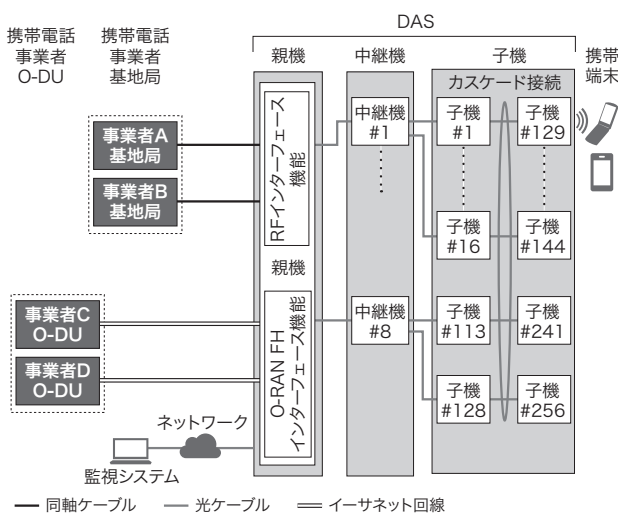 DAS
携帯電話
事業者
O-DU
携帯電話
事業者
基地局
親機
中継機
子機
携帯
端末
カスケード接続
事業者A
基地局
事業者B
基地局
RFインターフェース
機能
中継機
#1
子機
#1
子機
#129
子機
#16
子機
#144
親機
事業者C
O-DU
事業者D
O-DU
O-RAN FH
インターフェース機能
中継機
#8
子機
#113
子機
#241
子機
#128
子機
#256
ネットワーク
監視システム
同軸ケーブル
光ケーブル
イーサネット回線